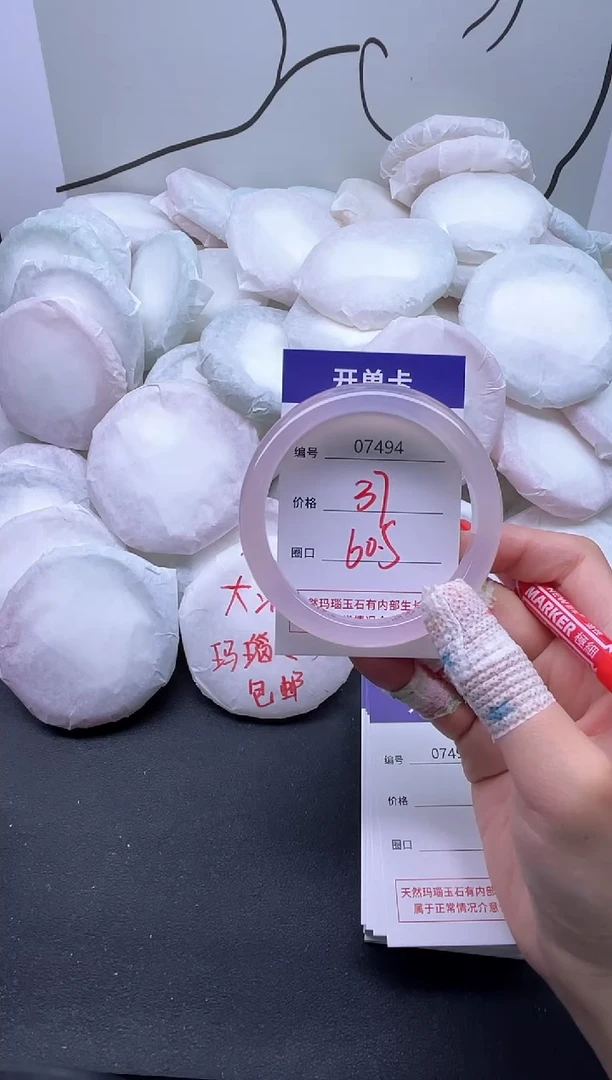 开单卡
编号 07494
价格 37
圈口 60.5
然玛瑙玉石有内部生长
大
玛瑙
包邮
MARKER 極細
编号 0749
价格
圈口
天然玛瑙玉石有内部
属于正常情况介意